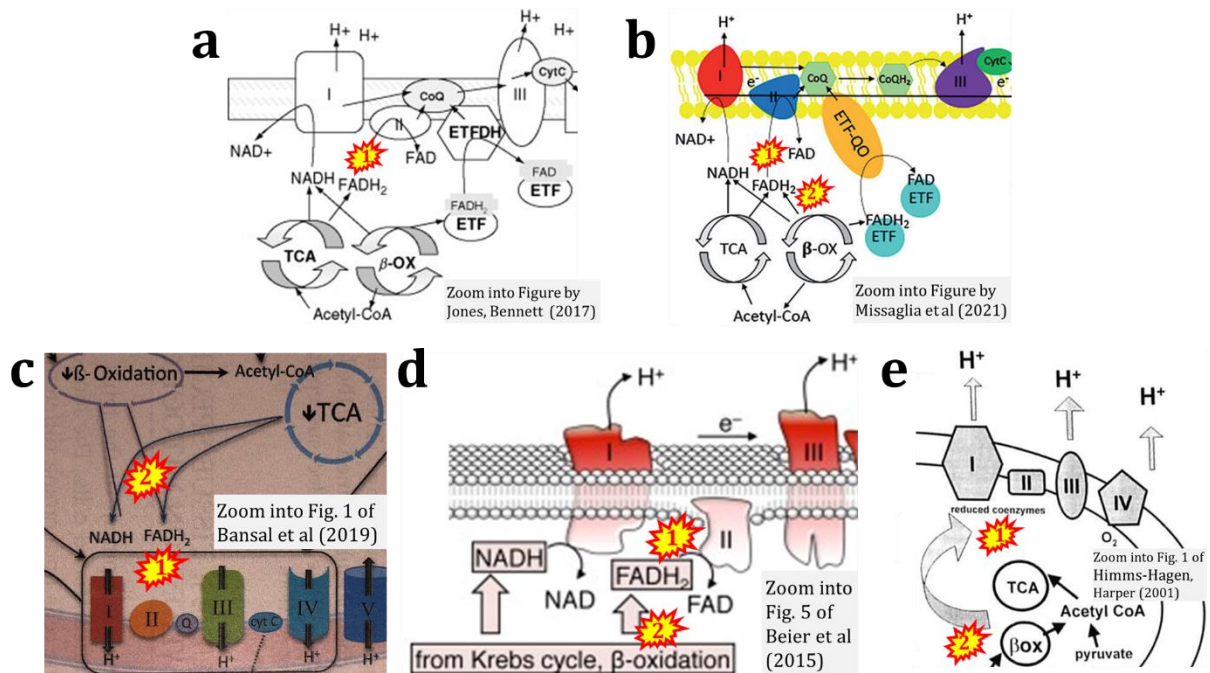 a
H+ H+
H+
I
CoQ
III
CytC
II
ETFDH
NAD+
1
FAD
NADH
FADH2
FAD
ETF
FADH2
ETF
TCA
β-OX
Acetyl-CoA
Zoom into Figure by
Jones, Bennett (2017)
b
H+
H+
I
e-
II
CoQ
CoQH2
III
CytC
e-
ETF-QO
NAD+
1
FAD
NADH
FADH2
2
FAD
ETF
FADH2
ETF
TCA
β-OX
Acetyl-CoA
Zoom into Figure by
Missaglia et al (2021)
c
ß- Oxidation
Acetyl-CoA
TCA
2
NADH
FADH2
Zoom into Fig. 1 of
Bansal et al (2019)
1
I
II
Q
III
cyt C
IV
V
H+
H+
H+
d
H+
H+
e−
I
III
II
1
NADH
FADH2
NAD
FAD
2
from Krebs cycle, β-oxidation
Zoom
into
Fig. 5 of
Beier et al
(2015)
e
H+
H+
H+
I
II
III
IV
reduced coenzymes
O2
1
Zoom into Fig. 1 of
Himms-Hagen,
Harper (2001)
TCA
Acetyl CoA
2
βox
pyruvate